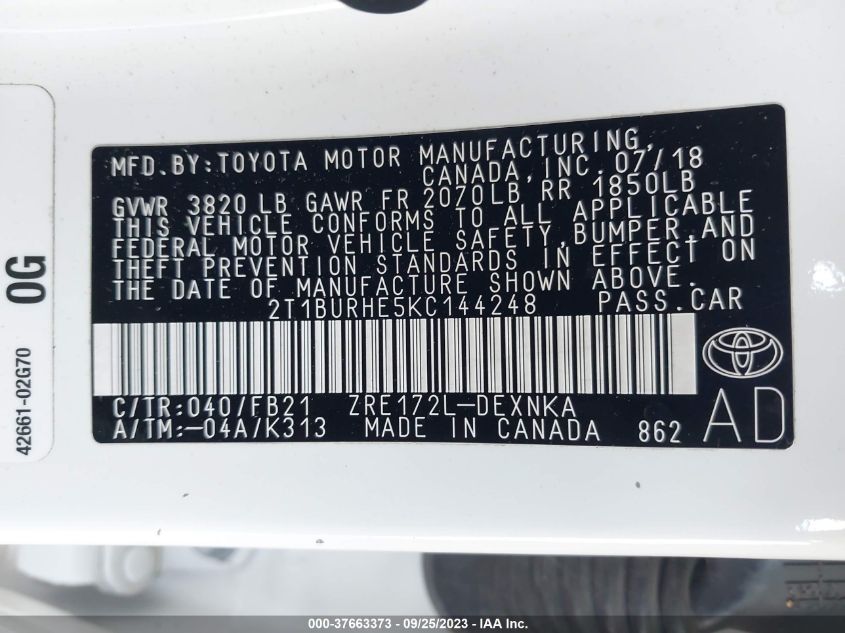 MFD.BY:TOYOTA MOTOR MANUFACTURING,
CANADA,INC.07/18
GVWR 3820 LB GAWR FR 2070LB RR 1850LB
THIS VEHICLE CONFORMS TO ALL APPLICABLE
FEDERAL MOTOR VEHICLE SAFETY,BUMPER,AND
THEFT PREVENTION STANDARDS IN EFFECT ON
THE DATE OF MANUFACTURE SHOWN ABOVE.
2T1BURHE5KC144248 PASS.CAR
C/TR:040/FB21 ZRE172L-DEXNKA
A/TM:-04A/K313 MADE IN CANADA 862 AD
0G
42661-02G70
000-37663373 - 09/25/2023 - IAA Inc.